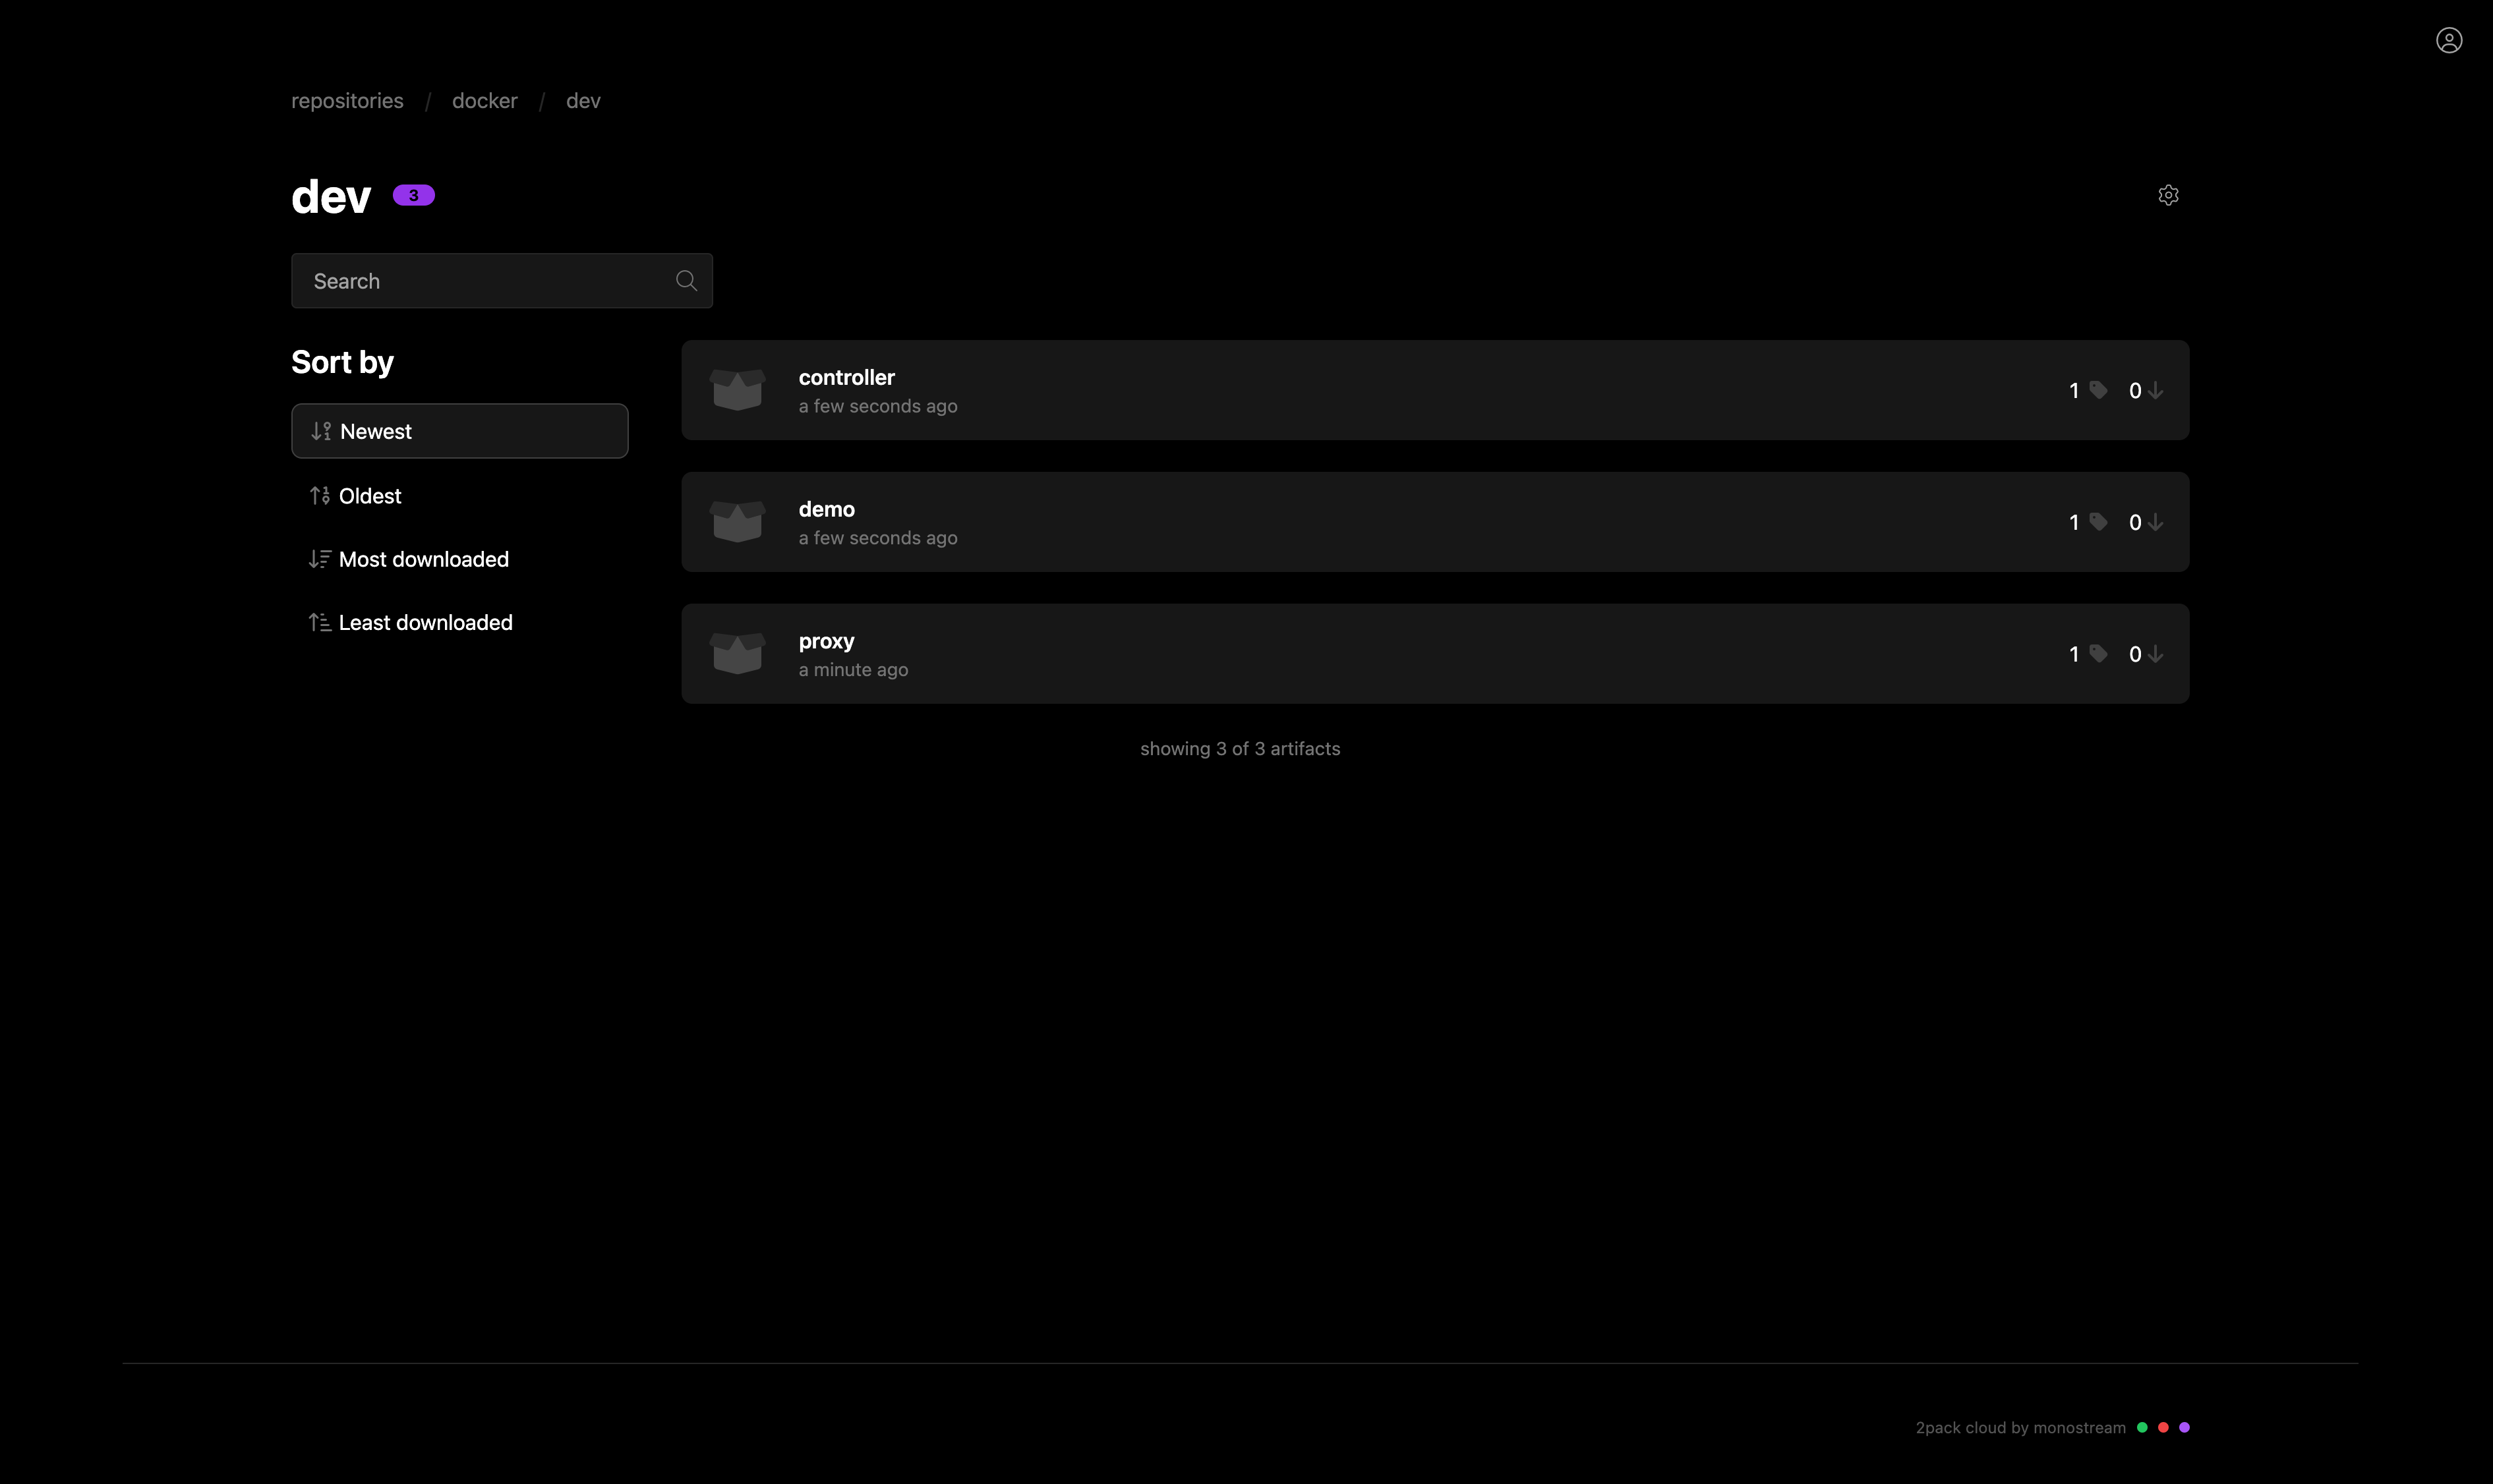 repositories / docker / dev
dev 3
Search
Sort by
Newest
Oldest
Most downloaded
Least downloaded
controller
a few seconds ago
1 0
demo
a few seconds ago
1 0
proxy
a minute ago
1 0
showing 3 of 3 artifacts
2pack cloud by monostream